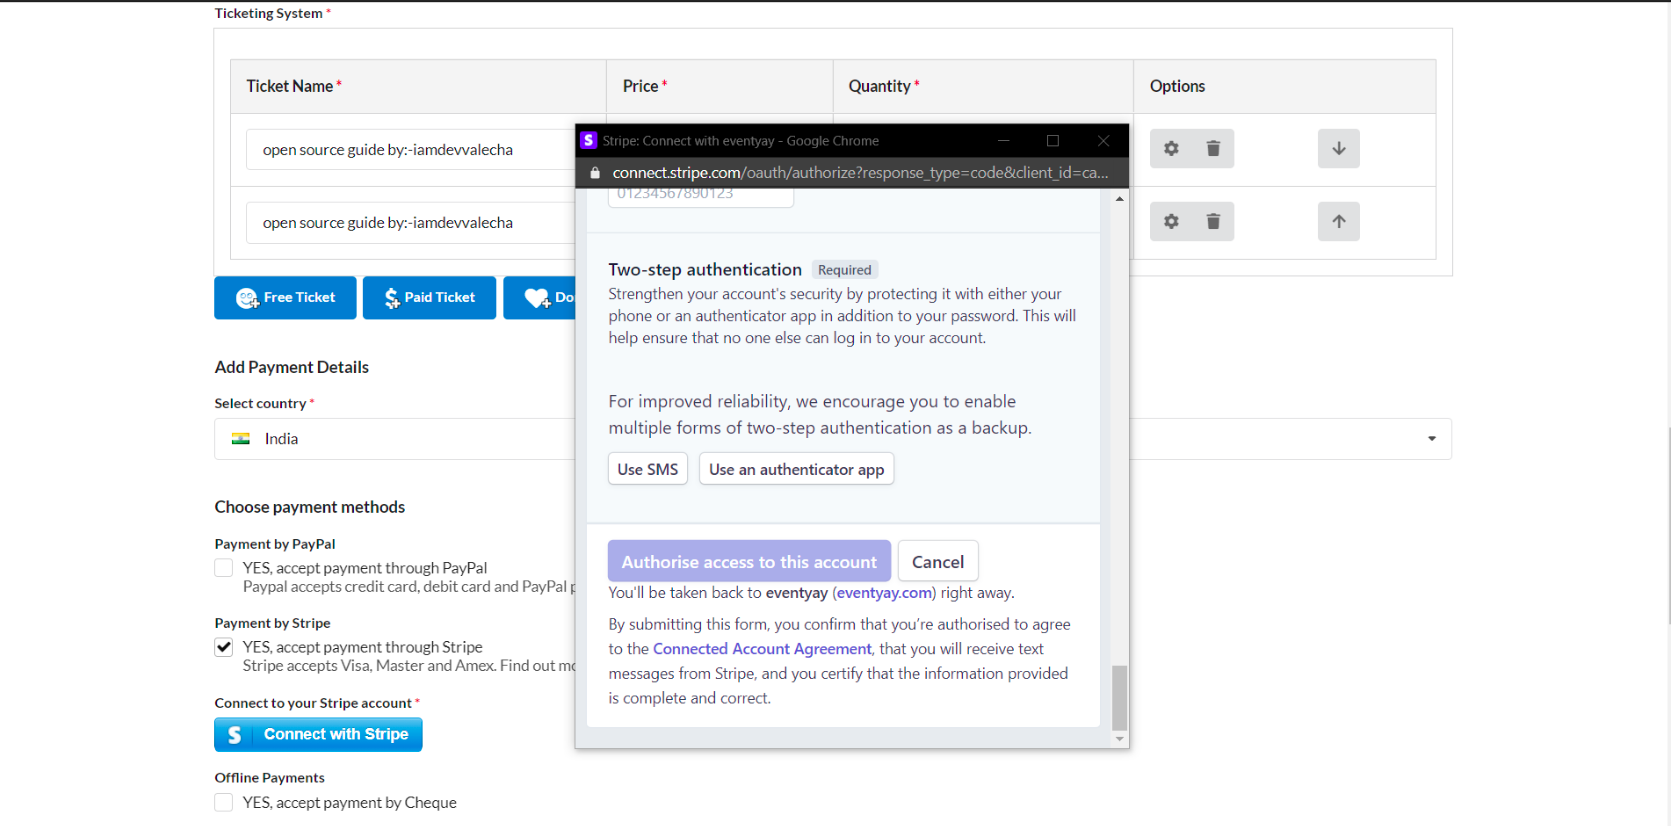 Ticketing System *
Ticket Name *
Price *
Quantity *
Options
open source guide by:-iamdevvalecha
open source guide by:-iamdevvalecha
Free Ticket
Paid Ticket
Do
Add Payment Details
Select country *
India
Choose payment methods
Payment by PayPal
YES, accept payment through PayPal
Paypal accepts credit card, debit card and PayPal p
Payment by Stripe
YES, accept payment through Stripe
Stripe accepts Visa, Master and Amex. Find out mo
Connect to your Stripe account *
S Connect with Stripe
Offline Payments
YES, accept payment by Cheque
S Stripe: Connect with eventyay - Google Chrome
connect.stripe.com/oauth/authorize?response_type=code&client_id=ca...
01234567890123
Two-step authentication Required
Strengthen your account's security by protecting it with either your
phone or an authenticator app in addition to your password. This will
help ensure that no one else can log in to your account.
For improved reliability, we encourage you to enable
multiple forms of two-step authentication as a backup.
Use SMS
Use an authenticator app
Authorise access to this account
Cancel
You'll be taken back to eventyay (eventyay.com) right away.
By submitting this form, you confirm that you're authorised to agree
to the Connected Account Agreement, that you will receive text
messages from Stripe, and you certify that the information provided
is complete and correct.